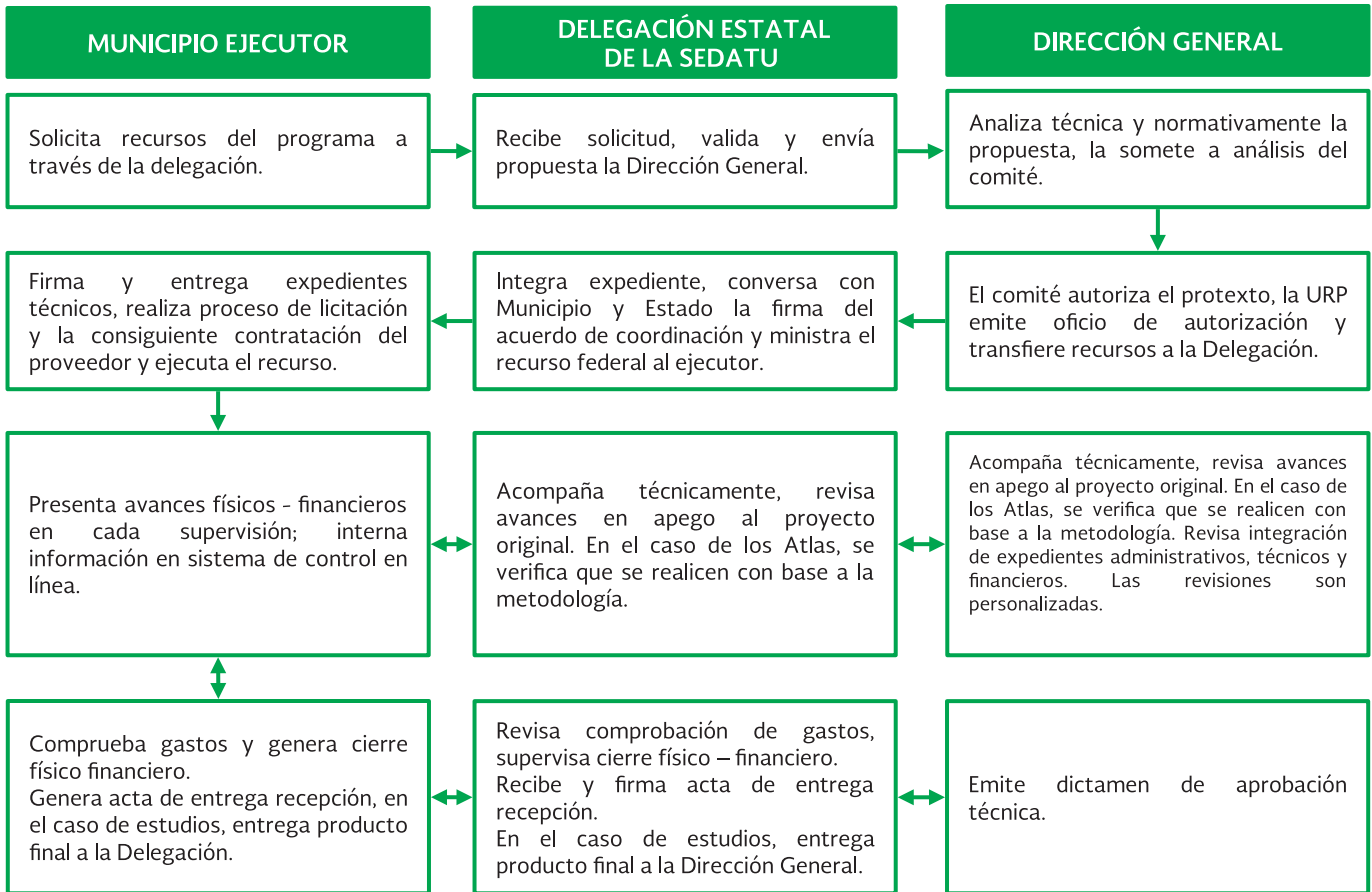 MUNICIPIO EJECUTOR
DELEGACIÓN ESTATAL
DE LA SEDATU
DIRECCIÓN GENERAL
Solicita recursos del programa a
través de la delegación.
Recibe solicitud, valida y envía
propuesta la Dirección General.
Analiza técnica y normativamente la
propuesta, la somete a análisis del
comité.
Firma y entrega expedientes
técnicos, realiza proceso de licitación
y la consiguiente contratación del
proveedor y ejecuta el recurso.
Integra expediente, conversa con
Municipio y Estado la firma del
acuerdo de coordinación y ministra el
recurso federal al ejecutor.
El comité autoriza el protexto, la URP
emite oficio de autorización y
transfiere recursos a la Delegación.
Presenta avances físicos - financieros
en cada supervisión; interna
información en sistema de control en
línea.
Acompaña técnicamente, revisa
avances en apego al proyecto
original. En el caso de los Atlas, se
verifica que se realicen con base a la
metodología.
Acompaña técnicamente, revisa avances
en apego al proyecto original. En el caso de
los Atlas, se verifica que se realicen con
base a la metodología. Revisa integración
de expedientes administrativos, técnicos y
financieros. Las revisiones son
personalizadas.
Comprueba gastos y genera cierre
físico financiero.
Genera acta de entrega recepción, en
el caso de estudios, entrega producto
final a la Delegación.
Revisa comprobación de gastos,
supervisa cierre físico – financiero.
Recibe y firma acta de entrega
recepción.
En el caso de estudios, entrega
producto final a la Dirección General.
Emite dictamen de aprobación
técnica.